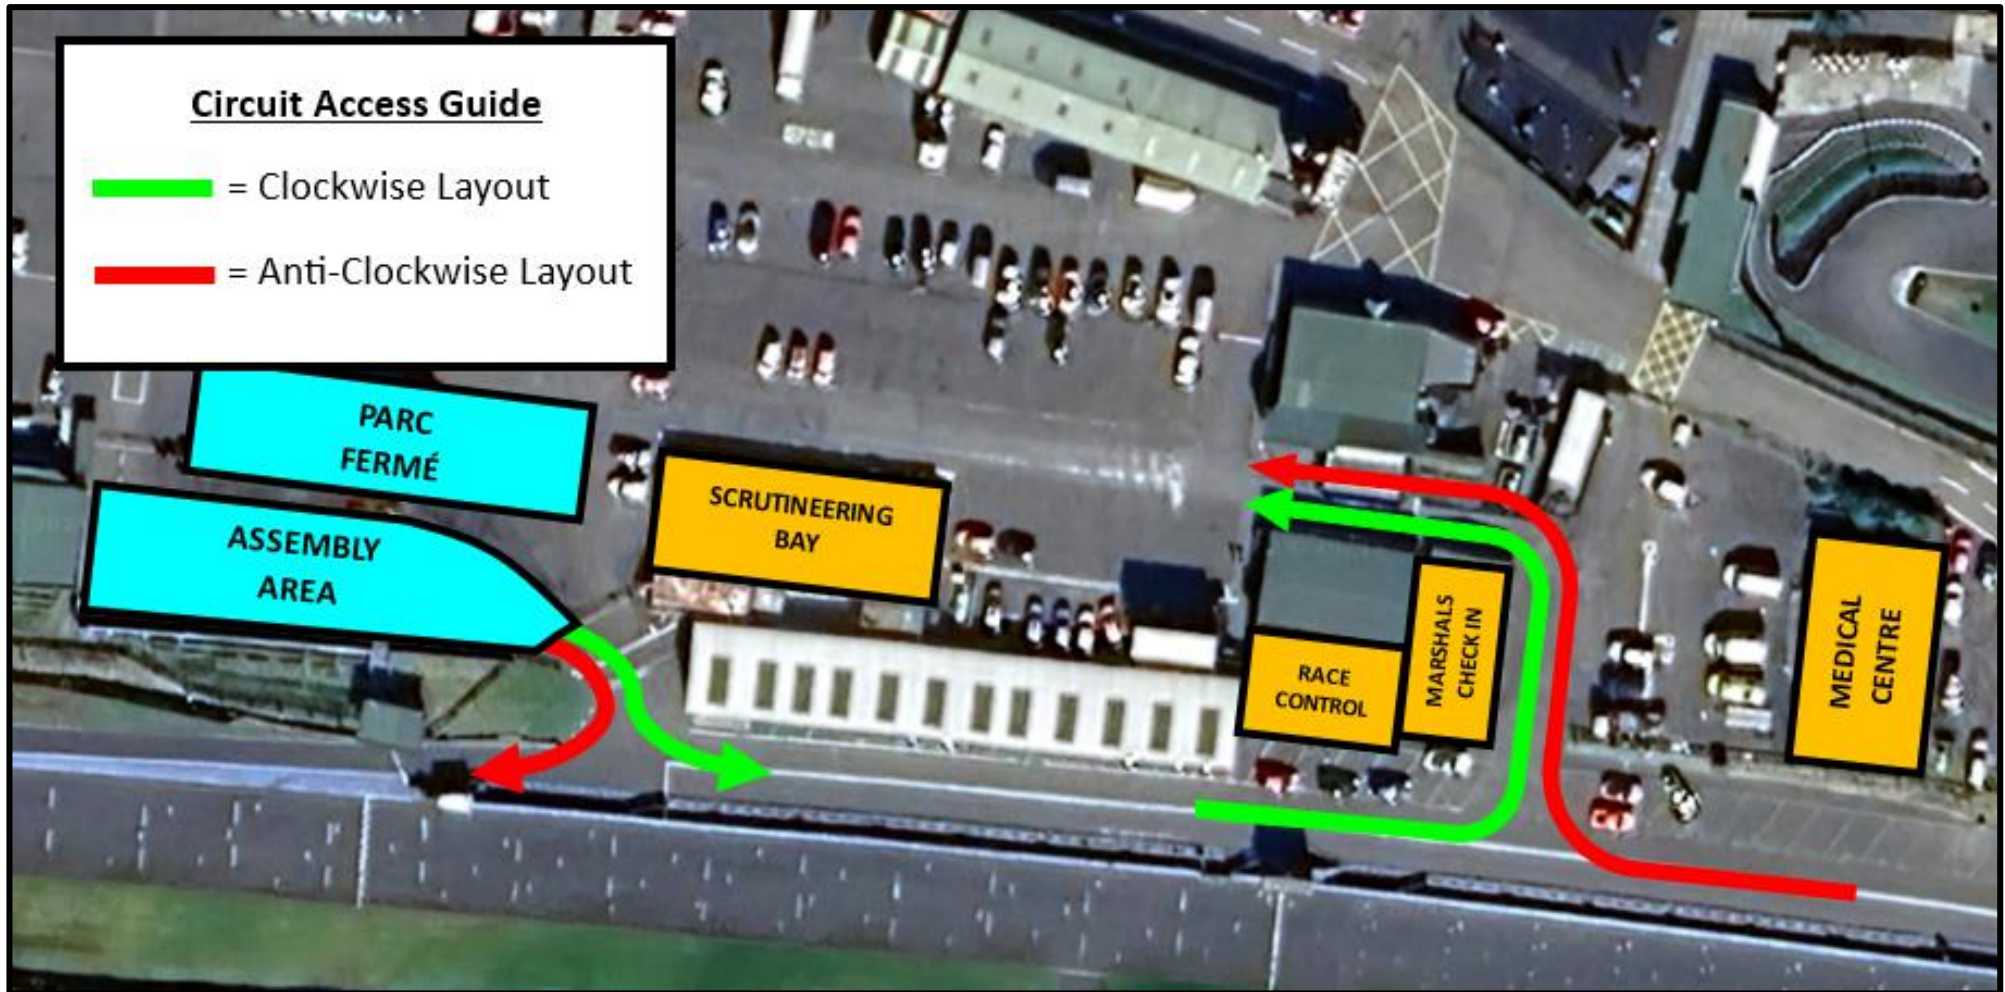 Circuit Access Guide
= Clockwise Layout
= Anti-Clockwise Layout
PARC
FERMÉ
ASSEMBLY
AREA
SCRUTINEERING
BAY
RACE
CONTROL
MARSHALS
CHECK IN
MEDICAL
CENTRE